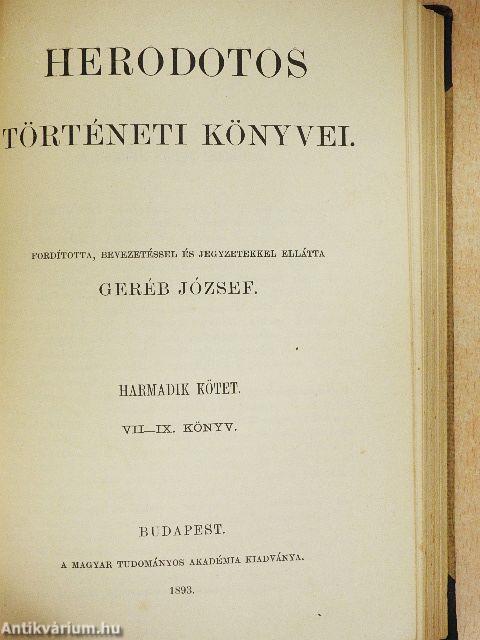 HERODOTOS
TÖRTÉNETI KÖNYVEI.
FORDÍTOTTA, BEVEZETÉSSEL ÉS JEGYZETEKKEL ELLÁTTA
GERÉB JÓZSEF.
HARMADIK KÖTET.
VII—IX. KÖNYV.
BUDAPEST.
A MAGYAR TUDOMÁNYOS AKADÉMIA KIADVÁNYA.
1893.
Antikvárium.hu